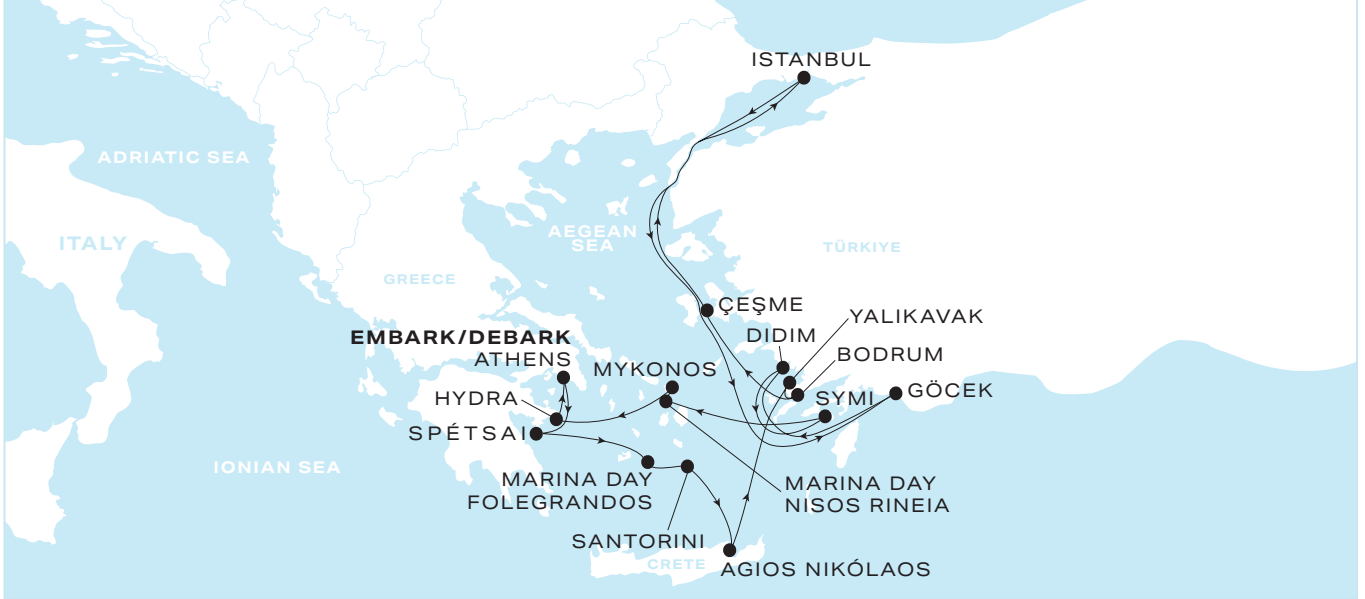 ISTANBUL
ADRIATIC SEA
ITALY
AEGEAN
SEA
TÜRKIYE
GREECE
ÇEŞME
YALIKAVAK
DIDIM
EMBARK/DEBARK
ATHENS
BODRUM
MYKONOS
HYDRA
SYMI
GÖCEK
SPÉTSAI
IONIAN SEA
MARINA DAY
FOLEGRANDOS
MARINA DAY
NISOS RINEIA
SANTORINI
CRETE
AGIOS NIKÓLAOS